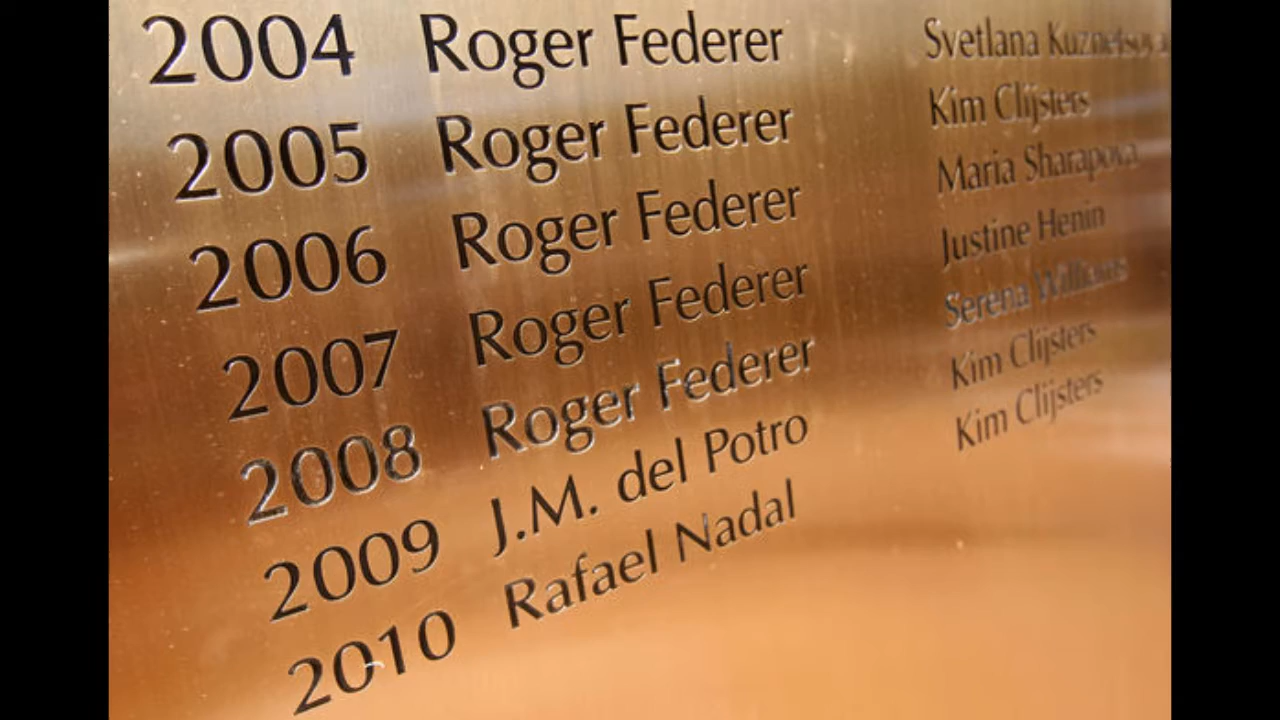 2004 Roger Federer Svetlana Kuznetsova
2005 Roger Federer Kim Clijsters
2006 Roger Federer Maria Sharapova
2007 Roger Federer Justine Henin
2008 Roger Federer Serena Williams
2009 J.M. del Potro Kim Clijsters
2010 Rafael Nadal Kim Clijsters